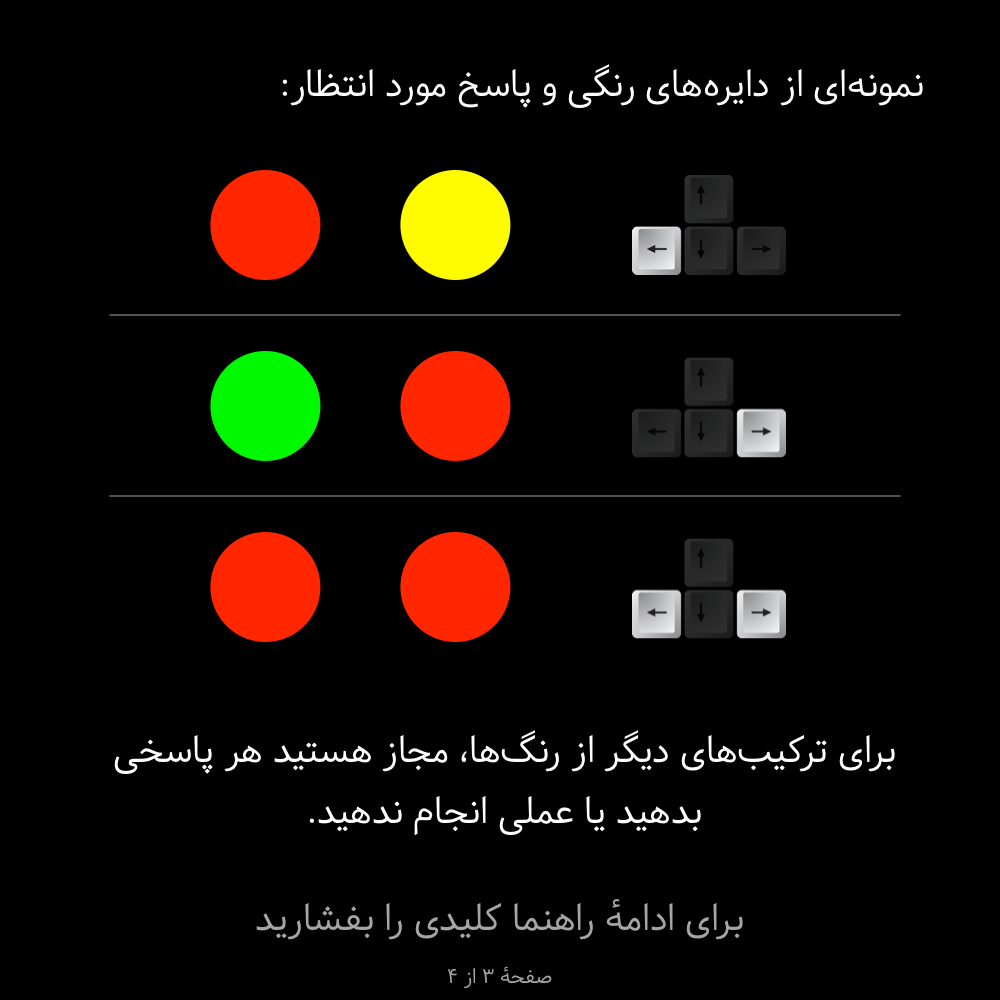 نمونه‌ای از دایره‌های رنگی و پاسخ مورد انتظار:
↑
← ↓ →
↑
← ↓ →
↑
← ↓ →
برای ترکیب‌های دیگر از رنگ‌ها، مجاز هستید هر پاسخی
بدهید یا عملی انجام ندهید.
برای ادامهٔ راهنما کلیدی را بفشارید
صفحهٔ ۳ از ۴